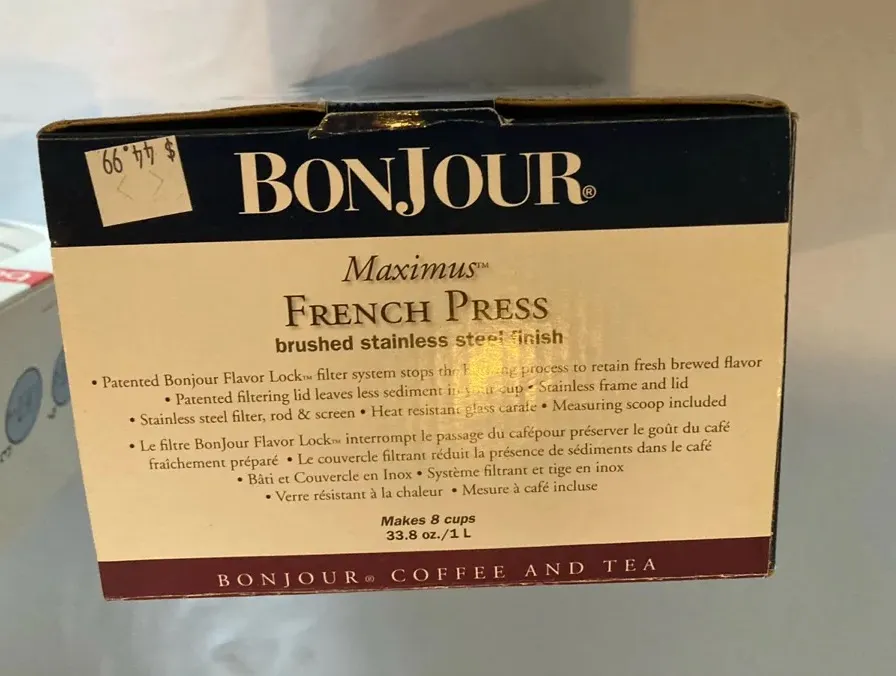 $ 44.99
BONJOUR®
Maximus™
FRENCH PRESS
brushed stainless steel finish
• Patented Bonjour Flavor Lock™ filter system stops the brewing process to retain fresh brewed flavor
• Patented filtering lid leaves less sediment in your cup • Stainless frame and lid
• Stainless steel filter, rod & screen • Heat resistant glass carafe • Measuring scoop included
• Le filtre BonJour Flavor Lock™ interrompt le passage du cafépour préserver le goût du café
fraîchement préparé • Le couvercle filtrant réduit la présence de sédiments dans le café
• Bâti et Couvercle en Inox • Système filtrant et tige en inox
• Verre résistant à la chaleur • Mesure à café incluse
Makes 8 cups
33.8 oz./1 L
BONJOUR® COFFEE AND TEA